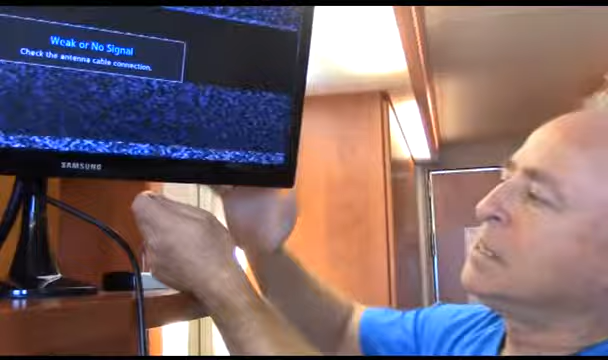 Weak or No Signal
Check the antenna cable connection.
SAMSUNG